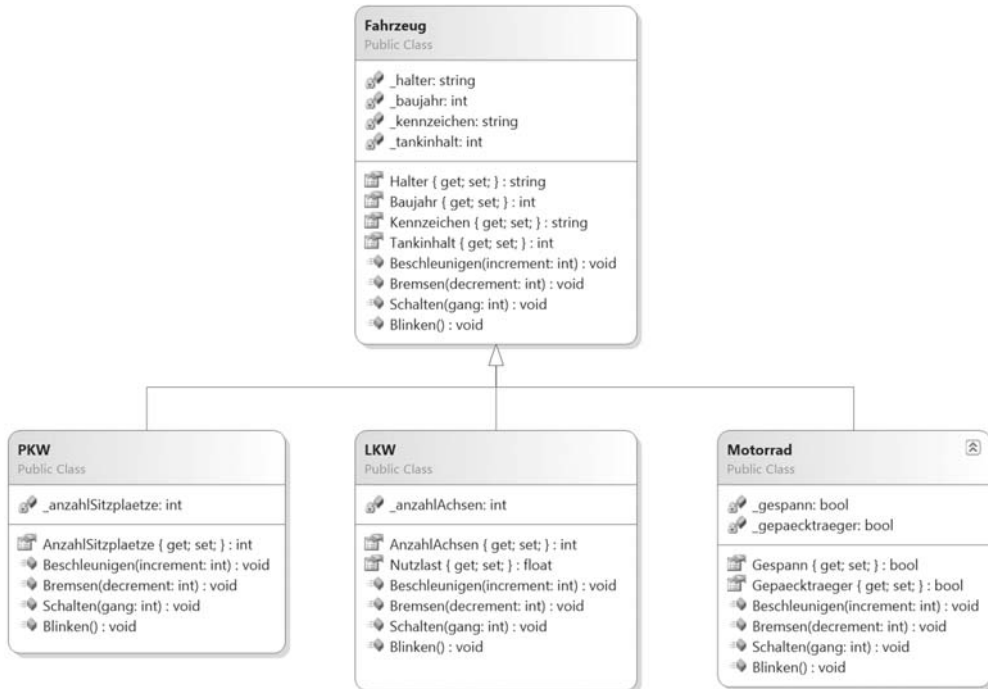 Fahrzeug
Public Class
_halter: string
_baujahr: int
_kennzeichen: string
_tankinhalt: int
Halter { get; set; } : string
Baujahr { get; set; } : int
Kennzeichen { get; set; } : string
Tankinhalt { get; set; } : int
Beschleunigen(increment: int) : void
Bremsen(decrement: int) : void
Schalten(gang: int) : void
Blinken() : void
PKW
Public Class
_anzahlSitzplaetze: int
AnzahlSitzplaetze { get; set; } : int
Beschleunigen(increment: int) : void
Bremsen(decrement: int) : void
Schalten(gang: int) : void
Blinken() : void
LKW
Public Class
_anzahlAchsen: int
AnzahlAchsen { get; set; } : int
Nutzlast { get; set; } : float
Beschleunigen(increment: int) : void
Bremsen(decrement: int) : void
Schalten(gang: int) : void
Blinken() : void
Motorrad
Public Class
_gespann: bool
_gepaecktraeger: bool
Gespann { get; set; } : bool
Gepaecktraeger { get; set; } : bool
Beschleunigen(increment: int) : void
Bremsen(decrement: int) : void
Schalten(gang: int) : void
Blinken() : void